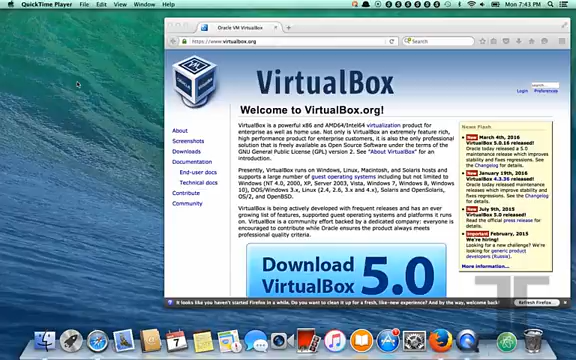 QuickTime Player File Edit View Window Help
Mon 7:43 PM
Oracle VM VirtualBox
https://www.virtualbox.org
Search
VirtualBox
search...
Login Preferences
Welcome to VirtualBox.org!
VirtualBox is a powerful x86 and AMD64/Intel64 virtualization product for
enterprise as well as home use. Not only is VirtualBox an extremely feature rich,
high performance product for enterprise customers, it is also the only professional
solution that is freely available as Open Source Software under the terms of the
GNU General Public License (GPL) version 2. See "About VirtualBox" for an
introduction.
Presently, VirtualBox runs on Windows, Linux, Macintosh, and Solaris hosts and
supports a large number of guest operating systems including but not limited to
Windows (NT 4.0, 2000, XP, Server 2003, Vista, Windows 7, Windows 8, Windows
10), DOS/Windows 3.x, Linux (2.4, 2.6, 3.x and 4.x), Solaris and OpenSolaris,
OS/2, and OpenBSD.
VirtualBox is being actively developed with frequent releases and has an ever
growing list of features, supported guest operating systems and platforms it runs
on. VirtualBox is a community effort backed by a dedicated company: everyone is
encouraged to contribute while Oracle ensures the product always meets
professional quality criteria.
About
Screenshots
Downloads
Documentation
End-user docs
Technical docs
Contribute
Community
News Flash
New March 4th, 2016
VirtualBox 5.0.16 released!
Oracle today released a 5.0
maintenance release which improves
stability and fixes regressions. See
the Changelog for details.
New January 19th, 2016
VirtualBox 4.3.36 released!
Oracle today released a 4.3
maintenance release which improves
stability and fixes regressions. See
the Changelog for details.
New July 9th, 2015
VirtualBox 5.0 released!
Read the official press release for
details.
Important February, 2015
We're hiring!
Looking for a new challenge? We're
looking for generic product
developers (Russia).
More information...
Download
VirtualBox 5.0
It looks like you haven't started Firefox in a while. Do you want to clean it up for a fresh, like-new experience? And by the way, welcome back!
Refresh Firefox...
7